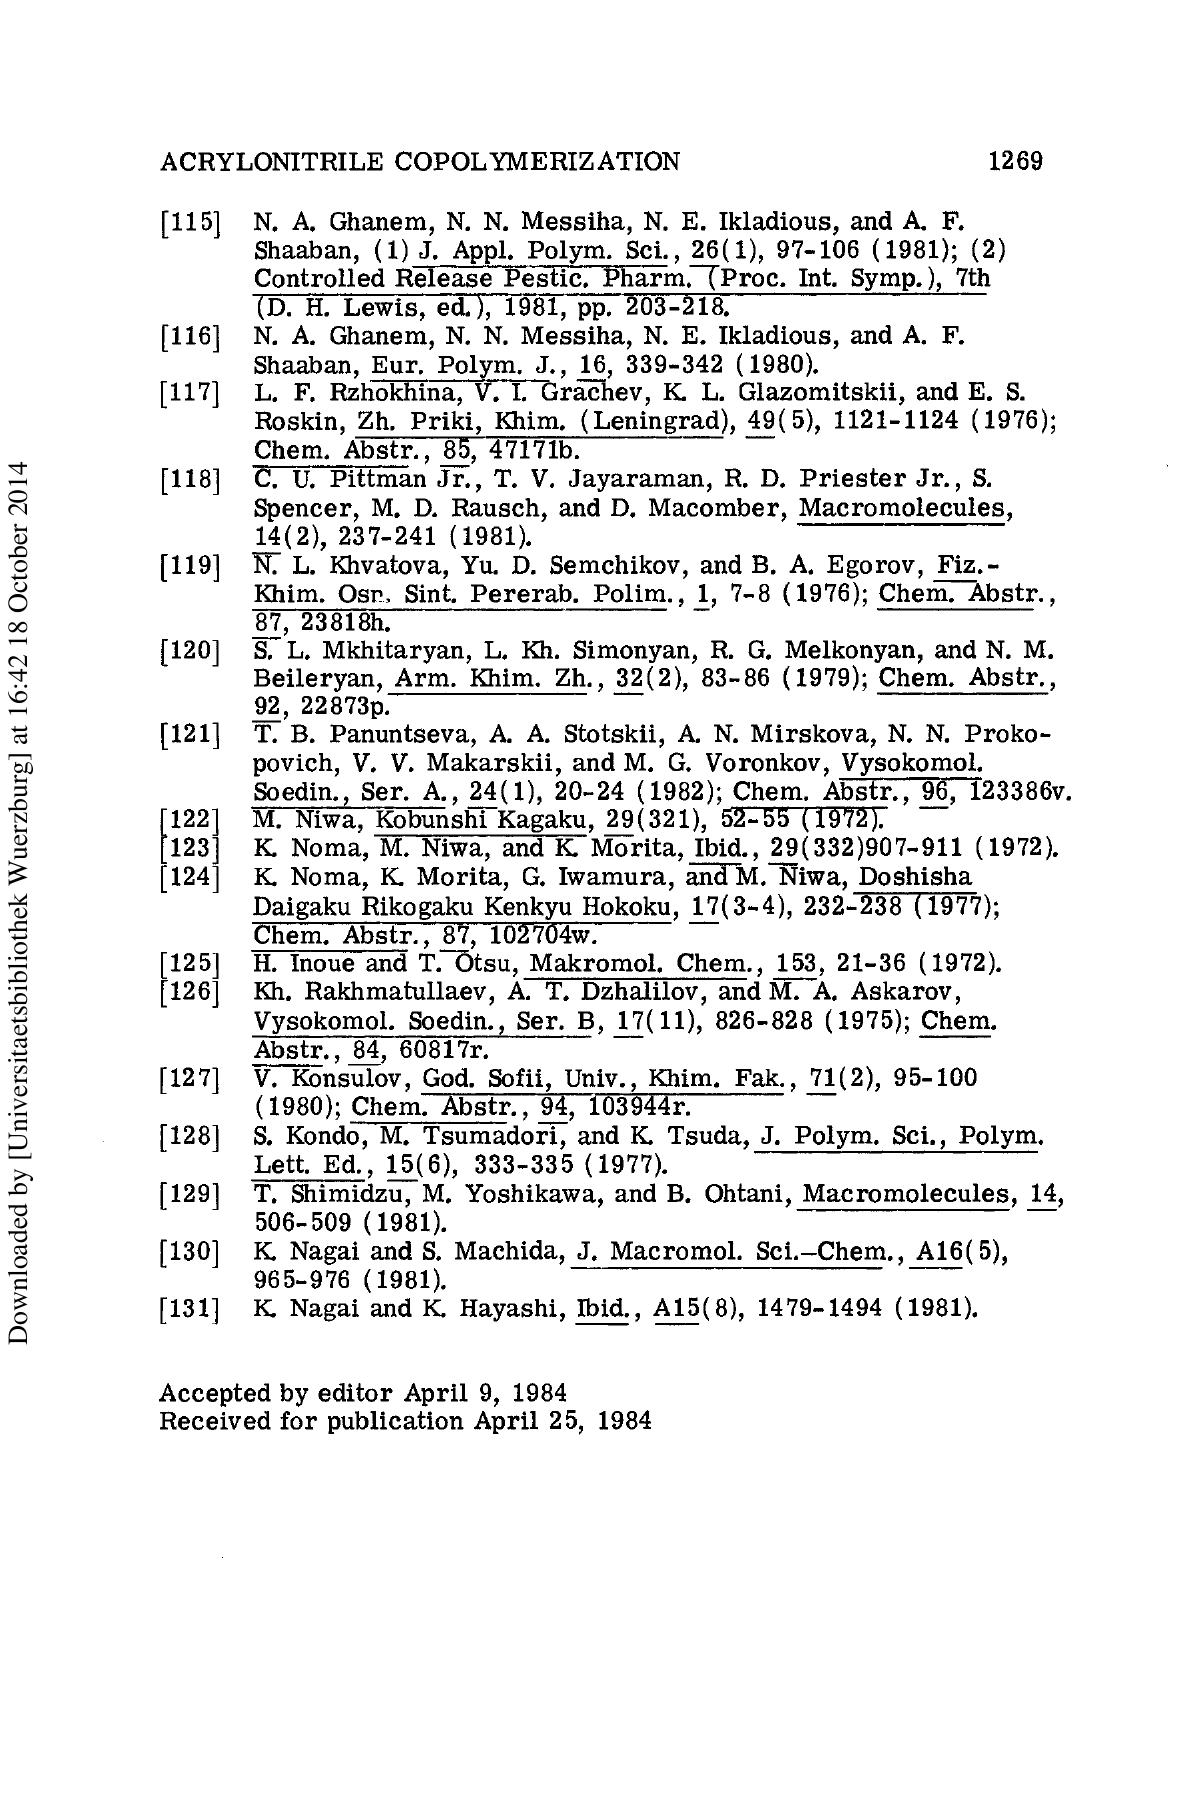 ACRYLONITRILE COPOLYMERIZATION 1269
[115] N. A. Ghanem, N. N. Messiha, N. E. Ikladious, and A. F.
Shaaban, (1) J. Appl. Polym. Sci., 26(1), 97-106 (1981); (2)
Controlled Release Pestic. Pharm. (Proc. Int. Symp.), 7th
(D. H. Lewis, ed.), 1981, pp. 203-218.
[116] N. A. Ghanem, N. N. Messiha, N. E. Ikladious, and A. F.
Shaaban, Eur. Polym. J., 16, 339-342 (1980).
[117] L. F. Rzhokhina, V. I. Grachev, K. L. Glazomitskii, and E. S.
Roskin, Zh. Priki, Khim. (Leningrad), 49(5), 1121-1124 (1976);
Chem. Abstr., 85, 47171b.
[118] C. U. Pittman Jr., T. V. Jayaraman, R. D. Priester Jr., S.
Spencer, M. D. Rausch, and D. Macomber, Macromolecules,
14(2), 237-241 (1981).
[119] N. L. Khvatova, Yu. D. Semchikov, and B. A. Egorov, Fiz.-
Khim. Osn. Sint. Pererab. Polim., 1, 7-8 (1976); Chem. Abstr.,
87, 23818h.
[120] S. L. Mkhitaryan, L. Kh. Simonyan, R. G. Melkonyan, and N. M.
Beileryan, Arm. Khim. Zh., 32(2), 83-86 (1979); Chem. Abstr.,
92, 22873p.
[121] T. B. Panuntseva, A. A. Stotskii, A. N. Mirskova, N. N. Proko-
povich, V. V. Makarskii, and M. G. Voronkov, Vysokomol.
Soedin., Ser. A., 24(1), 20-24 (1982); Chem. Abstr., 96, 123386v.
[122] M. Niwa, Kobunshi Kagaku, 29(321), 52-55 (1972).
[123] K. Noma, M. Niwa, and K. Morita, Ibid., 29(332)907-911 (1972).
[124] K. Noma, K. Morita, G. Iwamura, and M. Niwa, Doshisha
Daigaku Rikogaku Kenkyu Hokoku, 17(3-4), 232-238 (1977);
Chem. Abstr., 87, 102704w.
[125] H. Inoue and T. Otsu, Makromol. Chem., 153, 21-36 (1972).
[126] Kh. Rakhmatullaev, A. T. Dzhalilov, and M. A. Askarov,
Vysokomol. Soedin., Ser. B, 17(11), 826-828 (1975); Chem.
Abstr., 84, 60817r.
[127] V. Konsulov, God. Sofii, Univ., Khim. Fak., 71(2), 95-100
(1980); Chem. Abstr., 94, 103944r.
[128] S. Kondo, M. Tsumadori, and K. Tsuda, J. Polym. Sci., Polym.
Lett. Ed., 15(6), 333-335 (1977).
[129] T. Shimidzu, M. Yoshikawa, and B. Ohtani, Macromolecules, 14,
506-509 (1981).
[130] K. Nagai and S. Machida, J. Macromol. Sci.—Chem., A16(5),
965-976 (1981).
[131] K. Nagai and K. Hayashi, Ibid., A15(8), 1479-1494 (1981).
Accepted by editor April 9, 1984
Received for publication April 25, 1984
Downloaded by [Universitaetsbibliothek Wuerzburg] at 16:42 18 October 2014